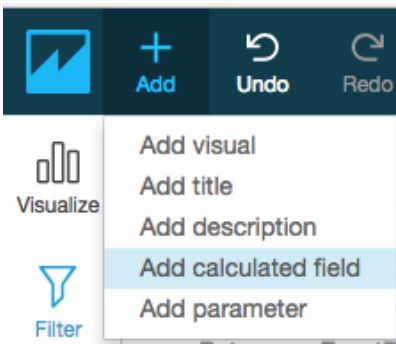 Add
Undo
Redo
Visualize
Filter
Add visual
Add title
Add description
Add calculated field
Add parameter